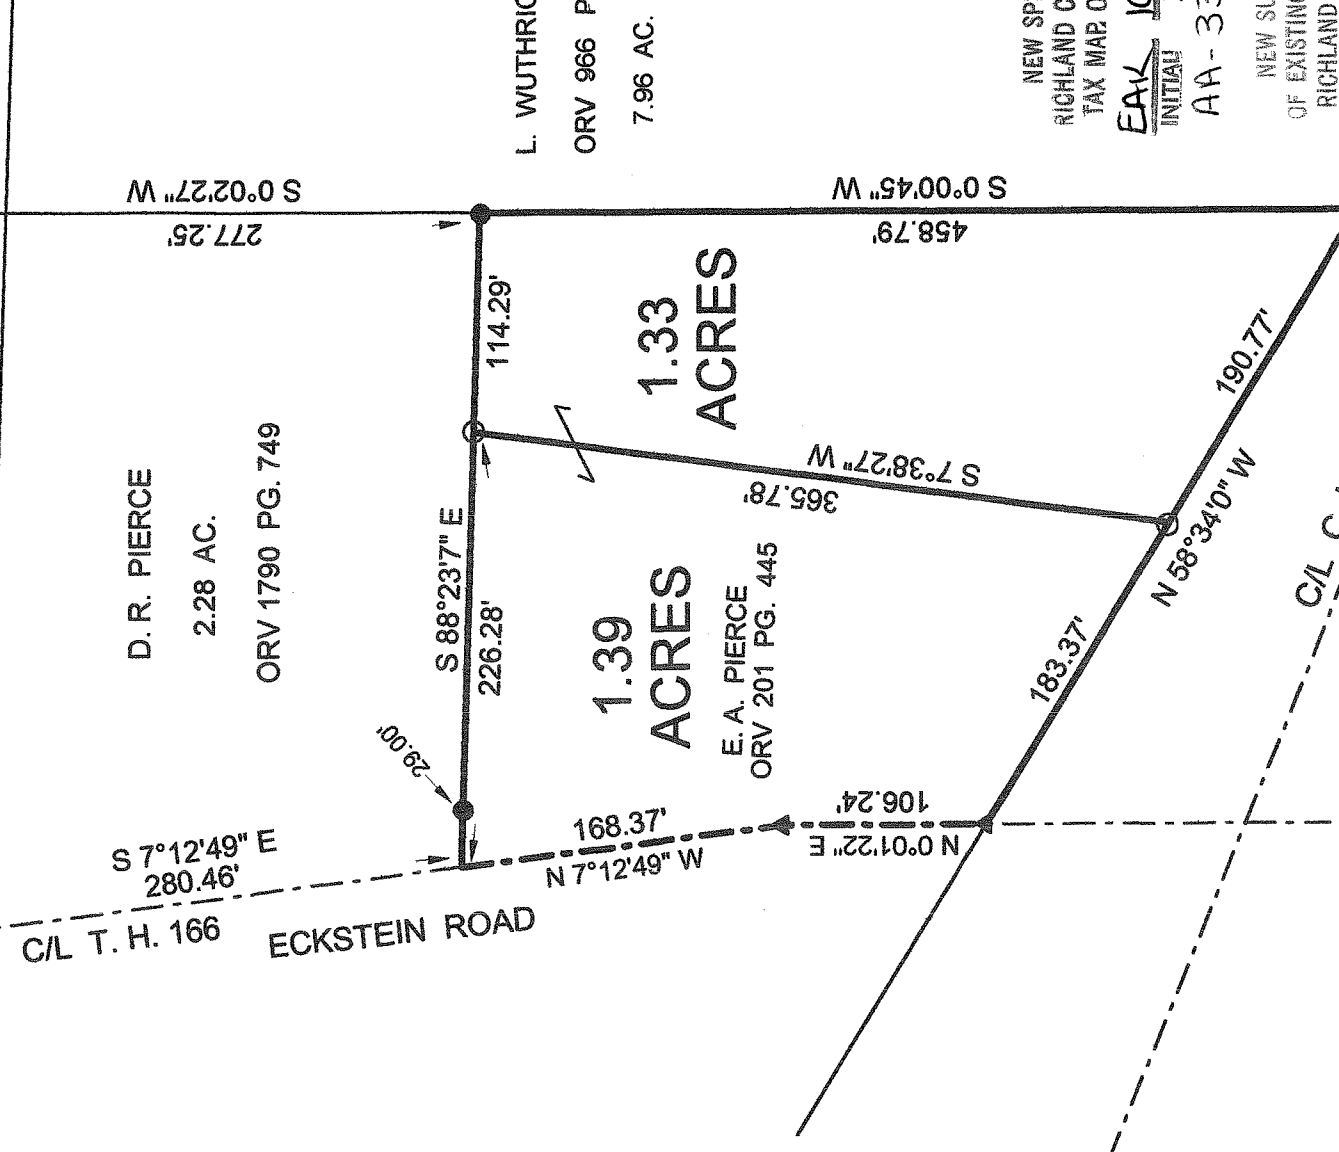 D. R. PIERCE
2.28 AC.
ORV 1790 PG. 749
S 0°02'27" W
277.25'
L. WUTHRIC
ORV 966 P
7.96 AC.
NEW SP
RICHLAND C
TAX MAP. O
EAK 10
INITIAL
AA-33
NEW SU
OF EXISTING
RICHLAND
S 0°00'45" W
458.79'
114.29'
1.33
ACRES
S 88°23'7" E
226.28'
29.00'
S 7°38'27" W
365.78'
1.39
ACRES
E. A. PIERCE
ORV 201 PG. 445
190.77'
N 58°34'0" W
183.37'
106.24'
N 0°01'22" E
168.37'
N 7°12'49" W
S 7°12'49" E
280.46'
C/L T. H. 166
ECKSTEIN ROAD
C/L C